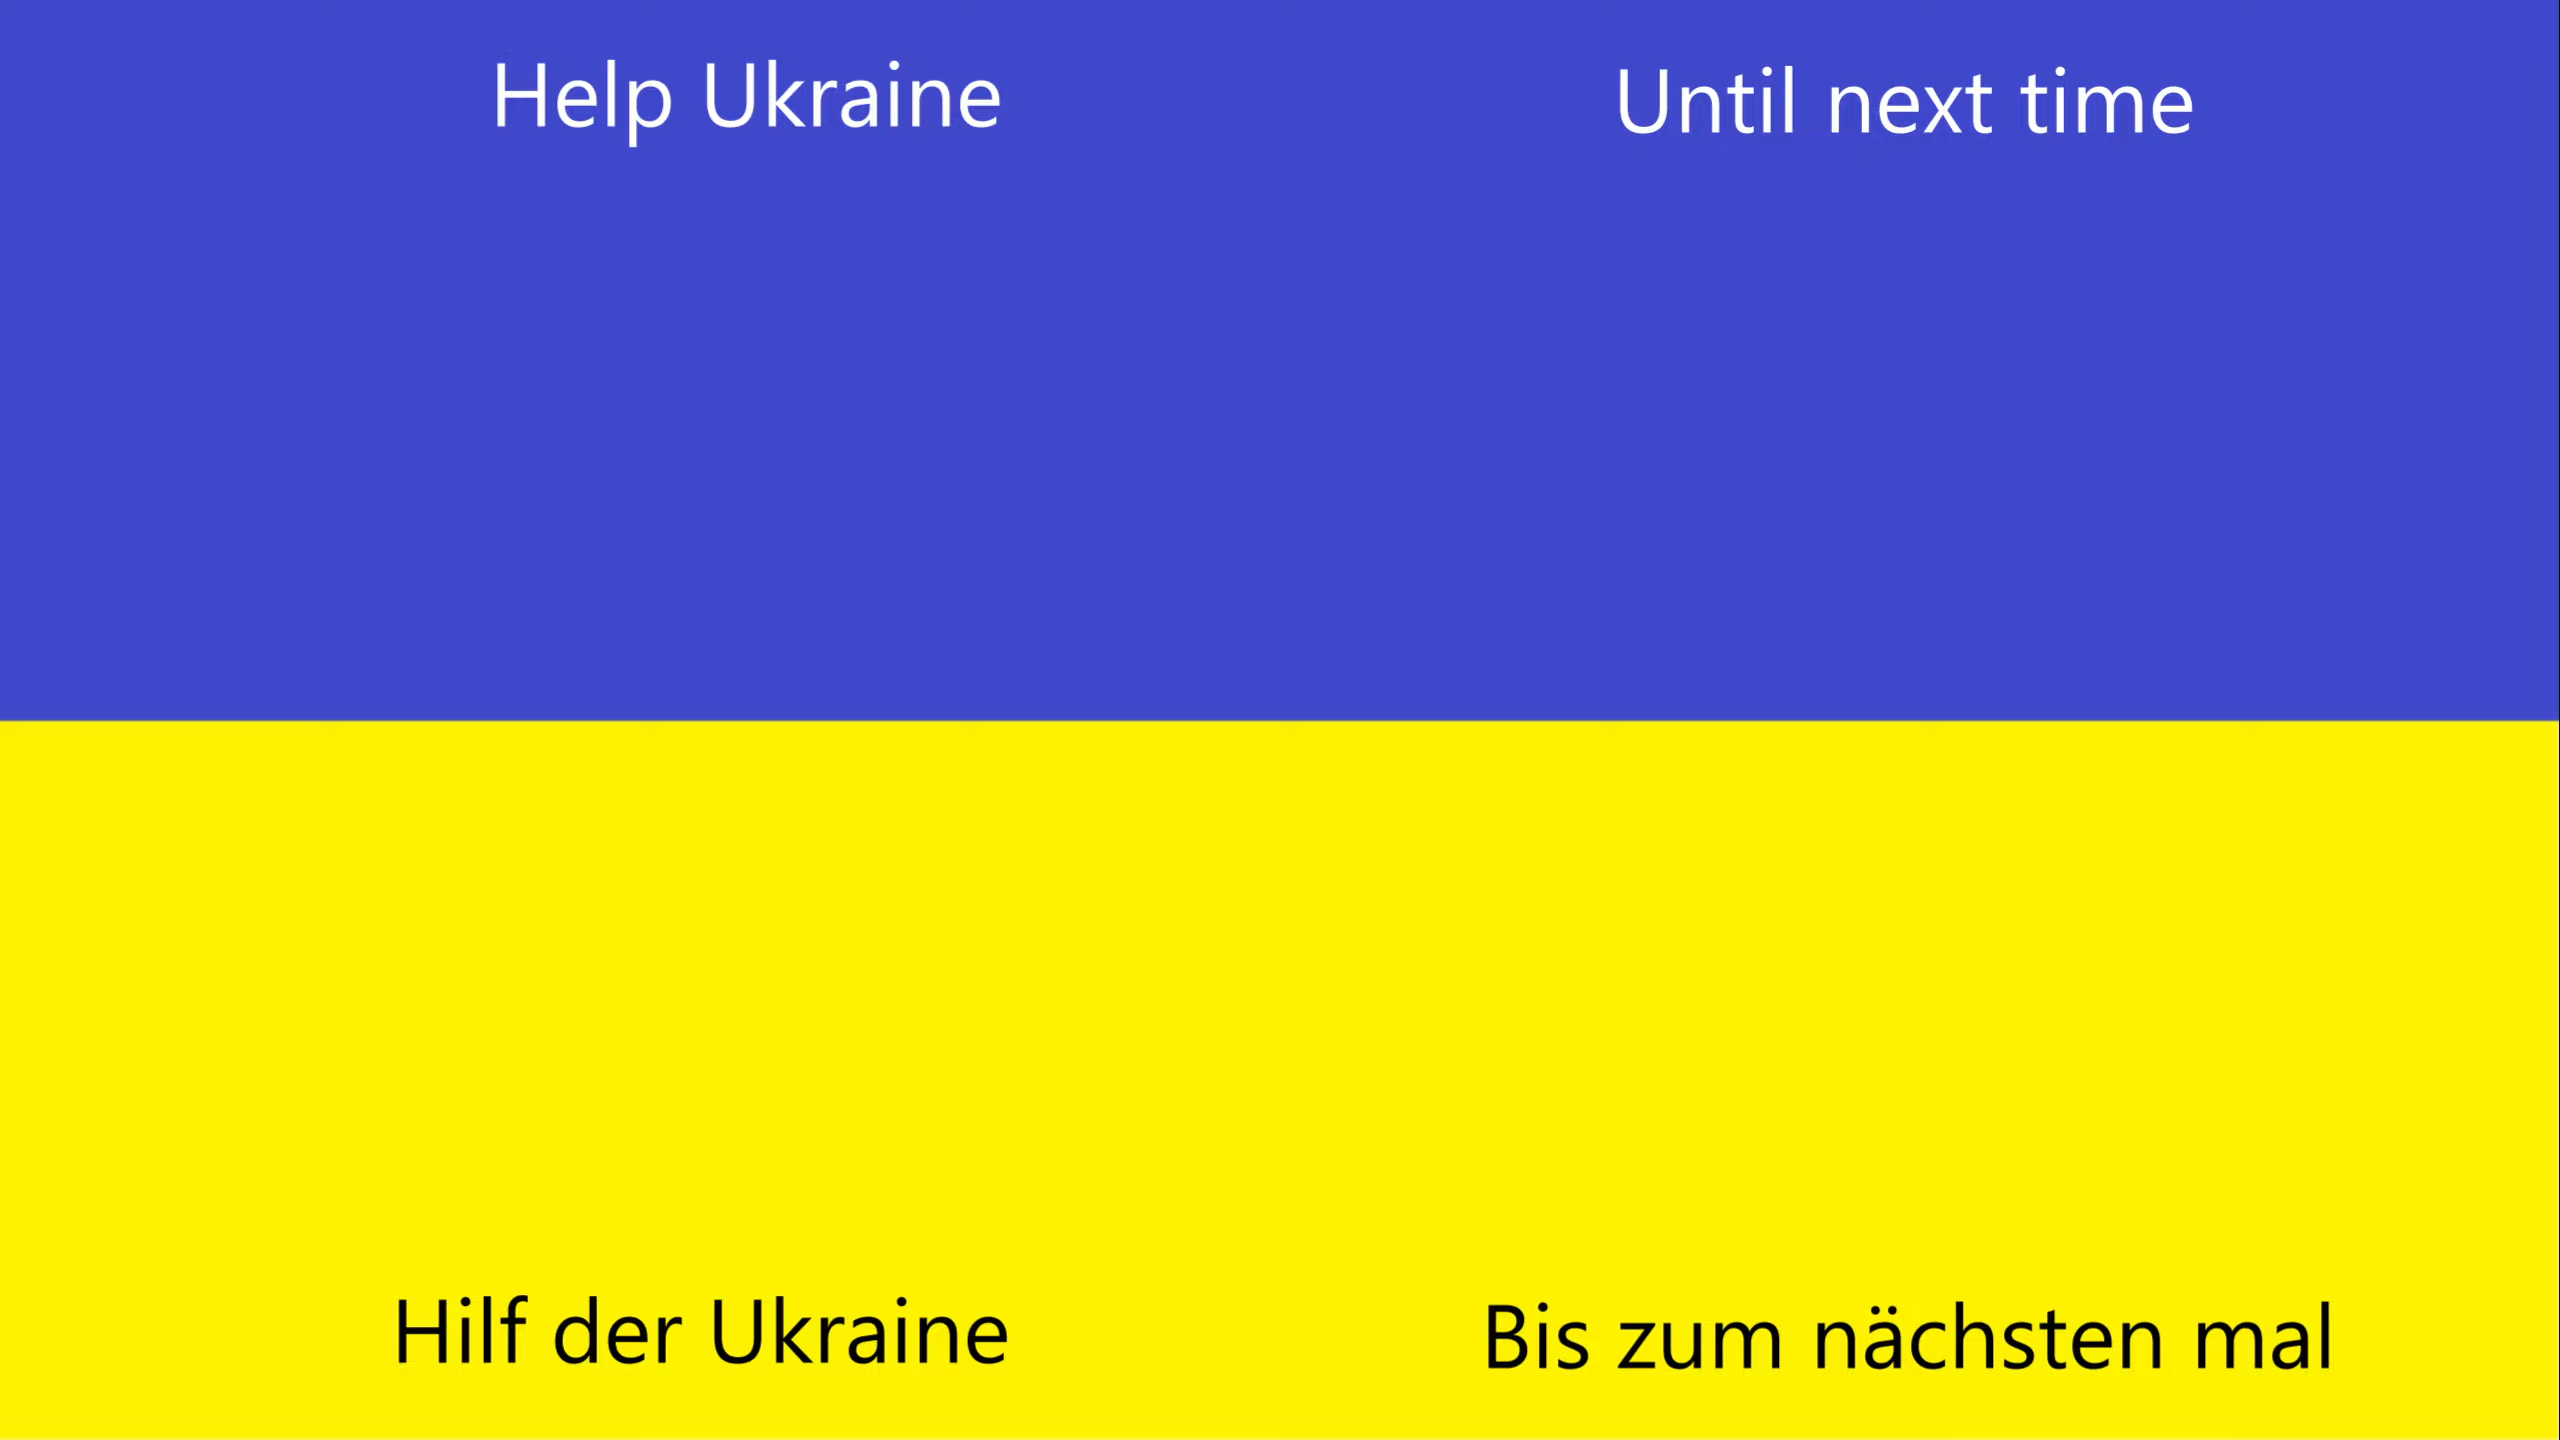 Help Ukraine
Until next time
Hilf der Ukraine
Bis zum nächsten mal